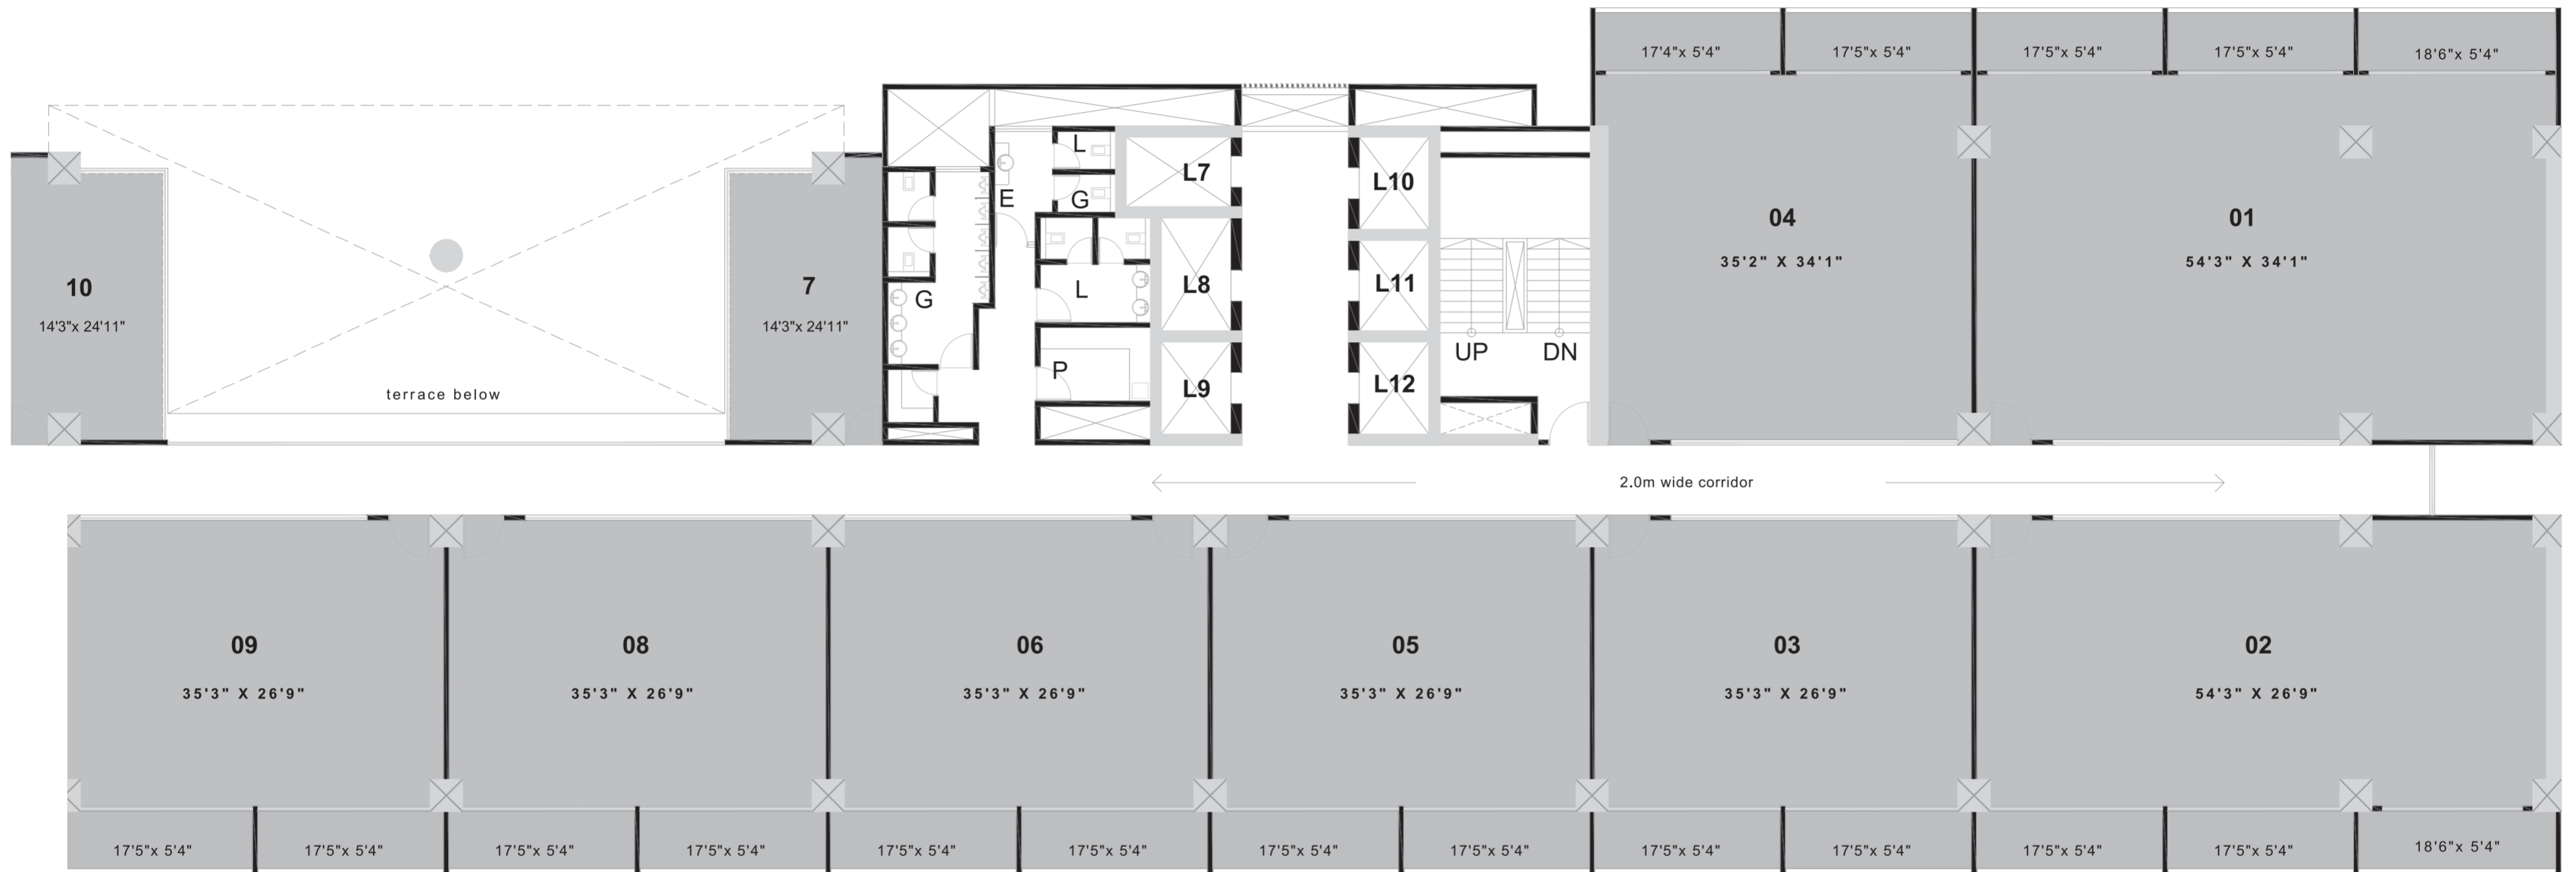 17'4"x 5'4"
17'5"x 5'4"
17'5"x 5'4"
17'5"x 5'4"
18'6"x 5'4"
L
L7
L10
E
G
04
01
35'2" X 34'1"
54'3" X 34'1"
10
7
G
L
L8
L11
14'3"x 24'11"
14'3"x 24'11"
UP
DN
P
L9
L12
terrace below
2.0m wide corridor
09
08
06
05
03
02
35'3" X 26'9"
35'3" X 26'9"
35'3" X 26'9"
35'3" X 26'9"
35'3" X 26'9"
54'3" X 26'9"
17'5"x 5'4"
17'5"x 5'4"
17'5"x 5'4"
17'5"x 5'4"
17'5"x 5'4"
17'5"x 5'4"
17'5"x 5'4"
17'5"x 5'4"
17'5"x 5'4"
17'5"x 5'4"
17'5"x 5'4"
17'5"x 5'4"
18'6"x 5'4"